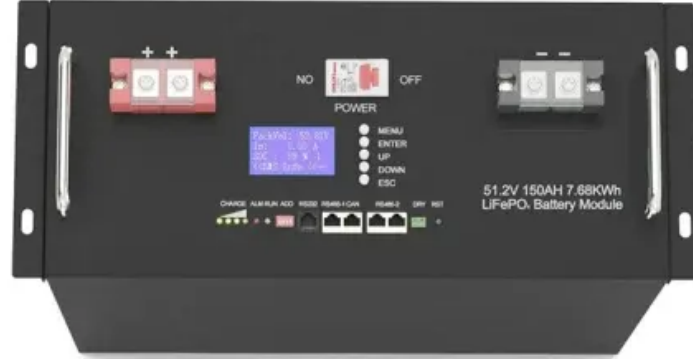 + +
NO
OFF
- -
POWER
MENU
ENTER
UP
DOWN
ESC
51.2V 150AH 7.68KWh
LiFePO₄ Battery Module
CHARGE ALM RUN ADD RS232 RS485-1 CAN RS485-2 DRY RST